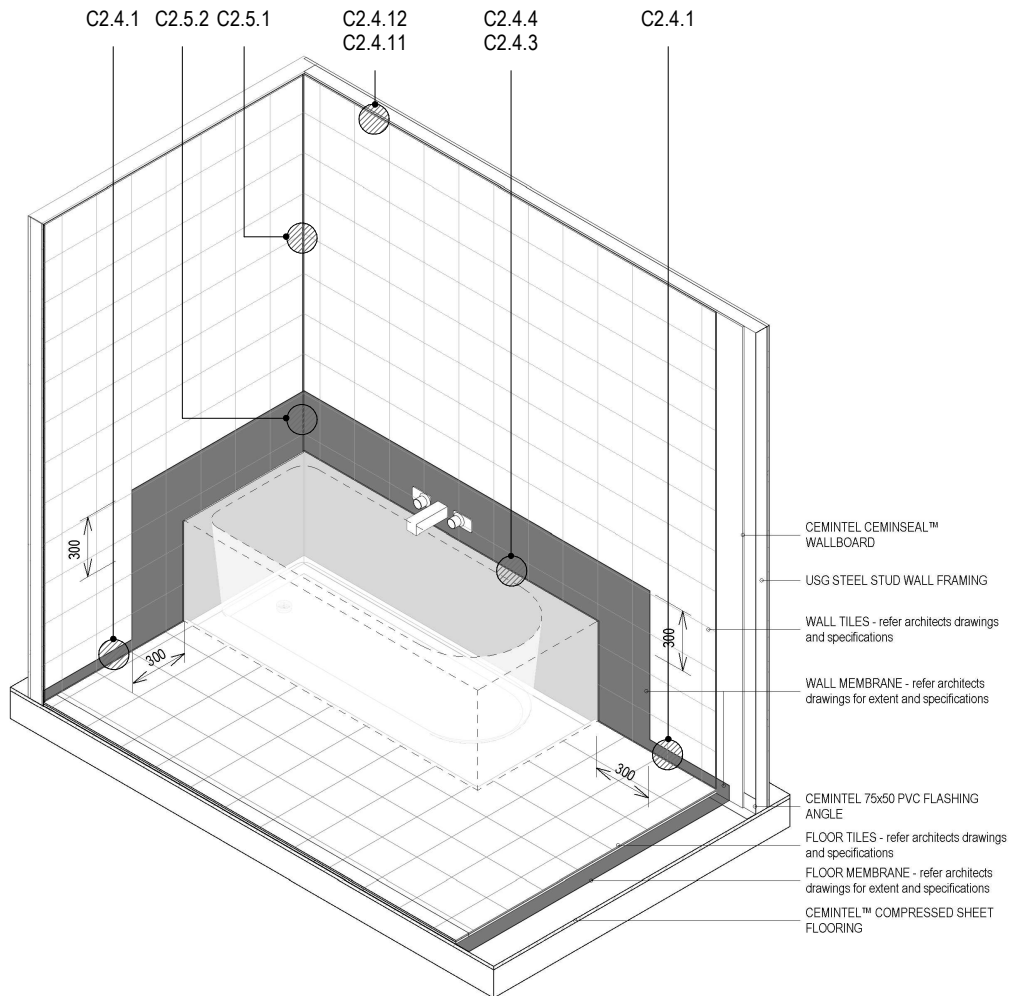 C2.4.1 C2.5.2 C2.5.1 C2.4.12 C2.4.4 C2.4.1
C2.4.11 C2.4.3
300
300
300
300
CEMINTEL CEMINSEAL™
WALLBOARD
USG STEEL STUD WALL FRAMING
WALL TILES - refer architects drawings
and specifications
WALL MEMBRANE - refer architects
drawings for extent and specifications
CEMINTEL 75x50 PVC FLASHING
ANGLE
FLOOR TILES - refer architects drawings
and specifications
FLOOR MEMBRANE - refer architects
drawings for extent and specifications
CEMINTEL™ COMPRESSED SHEET
FLOORING